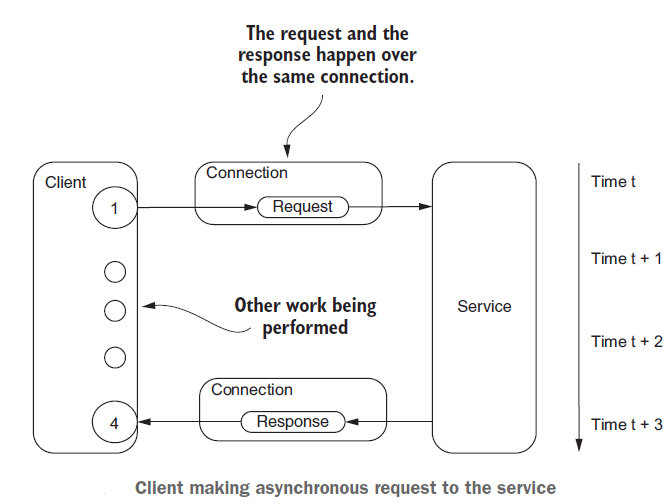 The request and the
response happen over
the same connection.
Client
Connection
Time t
1
Request
Time t + 1
Other work being
performed
Service
Time t + 2
Connection
4
Response
Time t + 3
Client making asynchronous request to the service